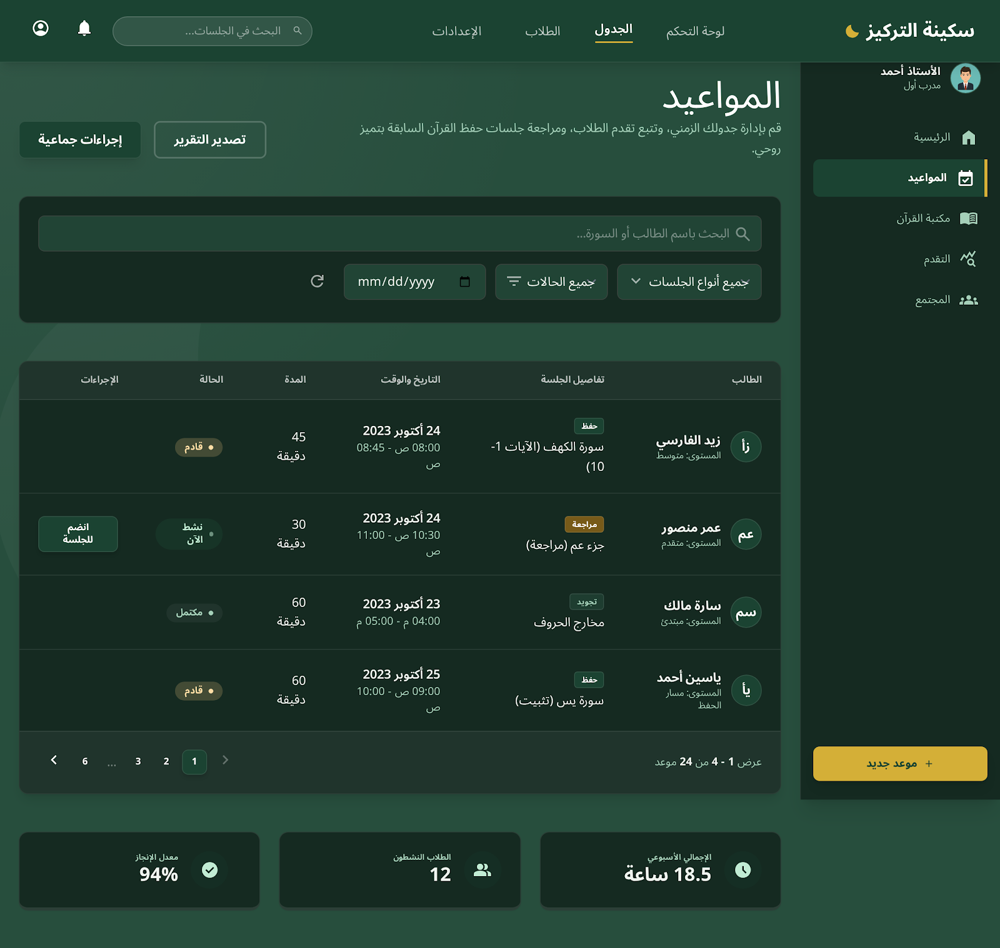 سكينة التركيز
لوحة التحكم
الجدول
الطلاب
الإعدادات
البحث في الجلسات...
الأستاذ أحمد
مدرب أول
الرئيسية
المواعيد
مكتبة القرآن
التقدم
المجتمع
+ موعد جديد
المواعيد
قم بإدارة جدولك الزمني، وتتبع تقدم الطلاب، ومراجعة جلسات حفظ القرآن السابقة بتميز
روحي.
تصدير التقرير
إجراءات جماعية
البحث باسم الطالب أو السورة...
جميع أنواع الجلسات
جميع الحالات
mm/dd/yyyy
الطالب
تفاصيل الجلسة
التاريخ والوقت
المدة
الحالة
الإجراءات
زأ
زيد الفارسي
المستوى: متوسط
حفظ
سورة الكهف (الآيات 1-
10)
24 أكتوبر 2023
08:00 ص - 08:45
ص
45
دقيقة
قادم
عم
عمر منصور
المستوى: متقدم
مراجعة
جزء عم (مراجعة)
24 أكتوبر 2023
10:30 ص - 11:00
ص
30
دقيقة
نشط
الآن
انضم
للجلسة
سم
سارة مالك
المستوى: مبتدئ
تجويد
مخارج الحروف
23 أكتوبر 2023
04:00 م - 05:00 م
60
دقيقة
مكتمل
يأ
ياسين أحمد
المستوى: مسار
الحفظ
حفظ
سورة يس (تثبيت)
25 أكتوبر 2023
09:00 ص - 10:00
ص
60
دقيقة
قادم
عرض 1 - 4 من 24 موعد
1
2
3
...
6
الإجمالي الأسبوعي
18.5 ساعة
الطلاب النشطون
12
معدل الإنجاز
94%